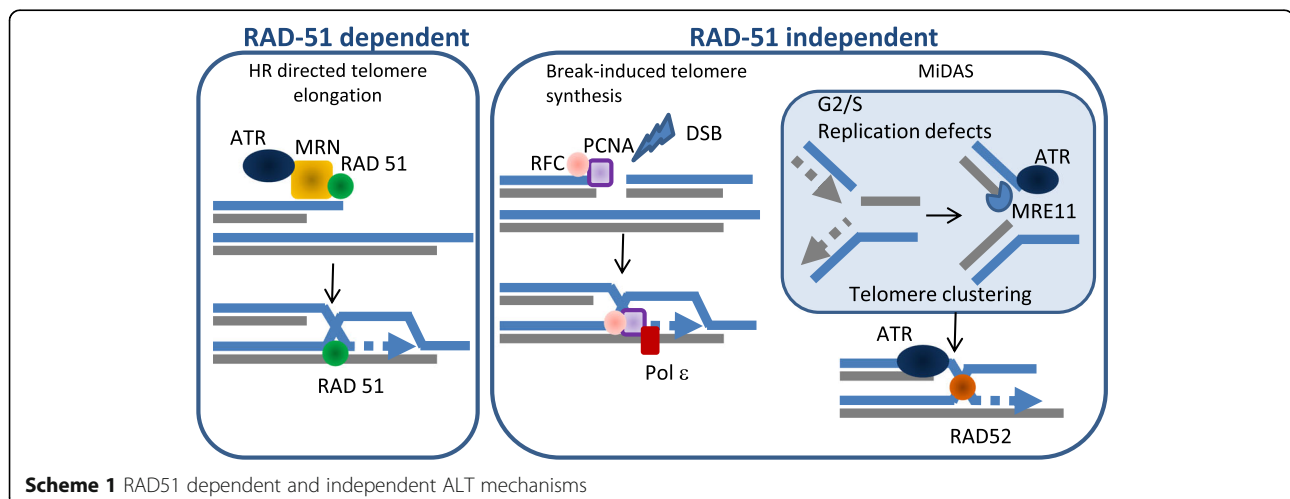 RAD-51 dependent
HR directed telomere
elongation
ATR
MRN
RAD 51
RAD 51
RAD-51 independent
Break-induced telomere
synthesis
DSB
PCNA
RFC
Pol ε
MiDAS
G2/S
Replication defects
ATR
MRE11
Telomere clustering
ATR
RAD52
Scheme 1 RAD51 dependent and independent ALT mechanisms